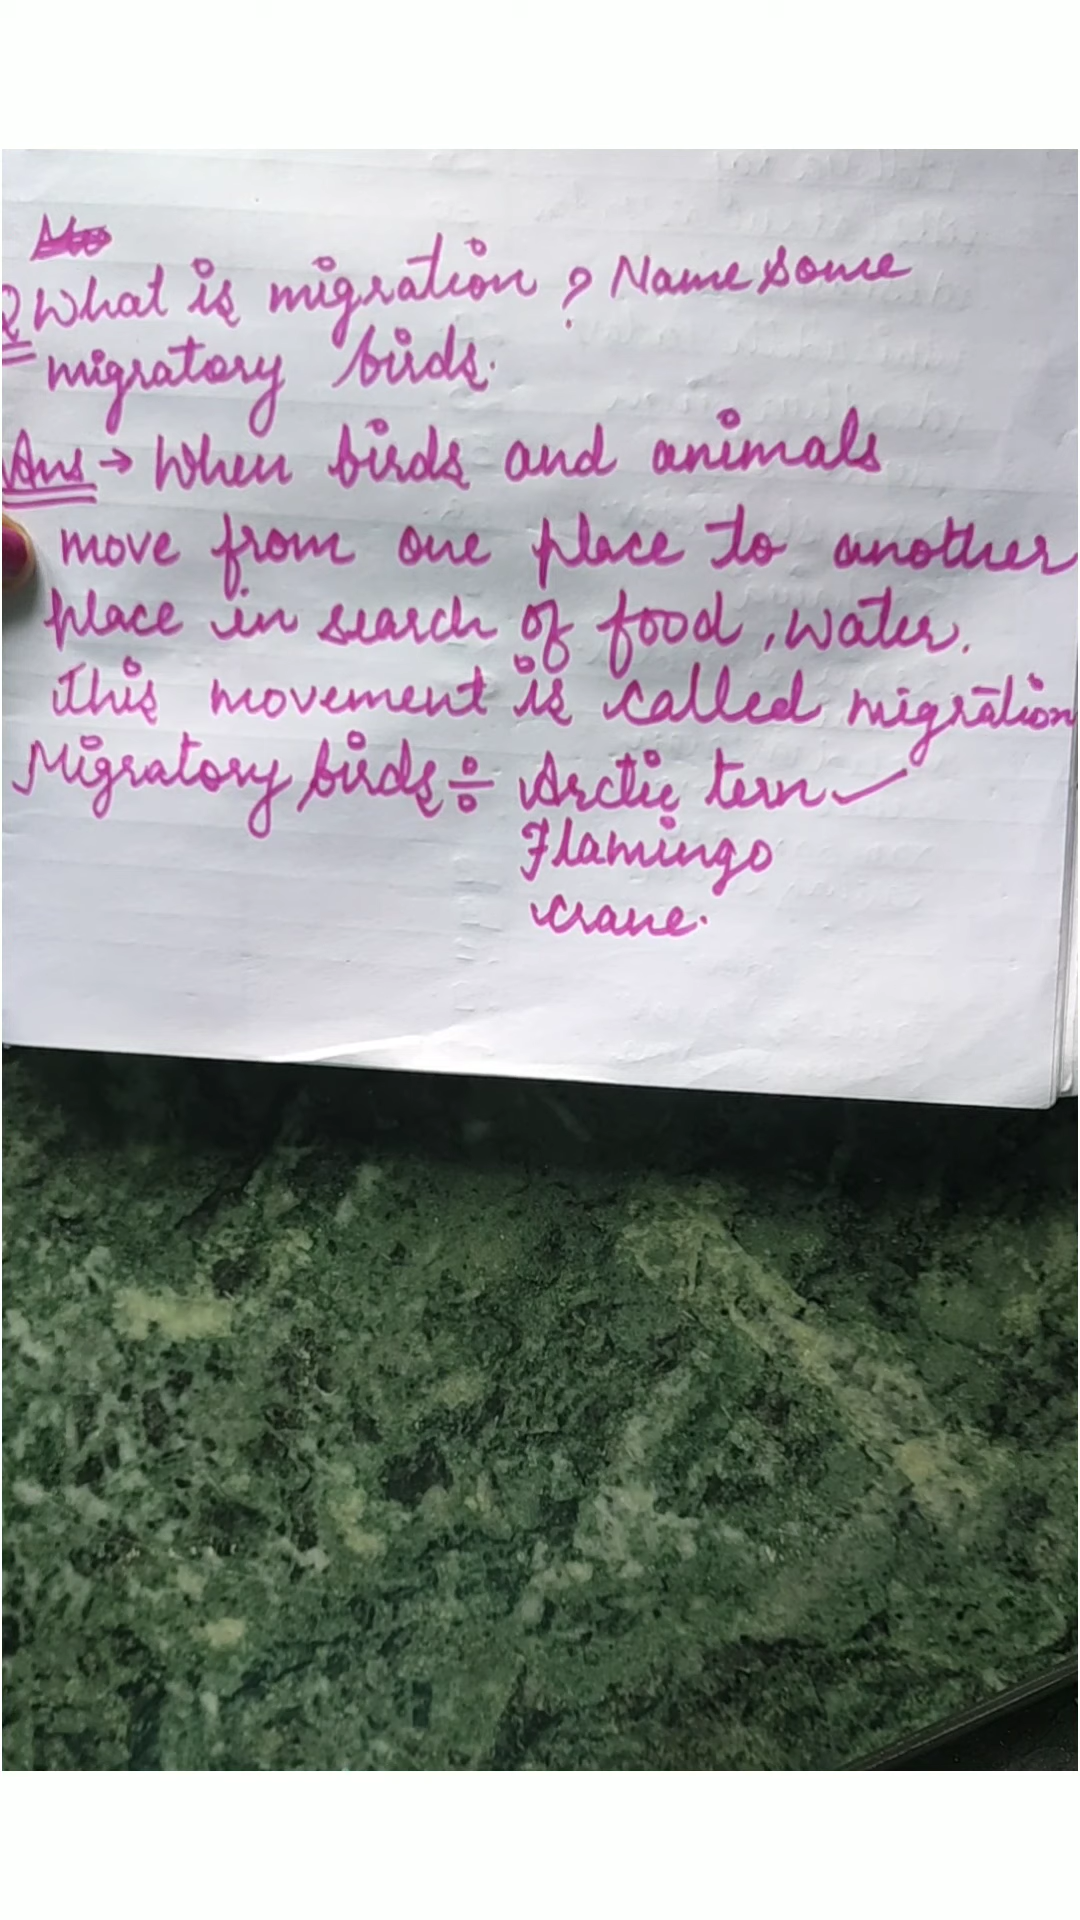 Q What is migration ? Name some
migratory birds.
Ans → When birds and animals
move from one place to another
place in search of food, water.
This movement is called migration
Migratory birds ÷ Arctic tern
Flamingo
crane.